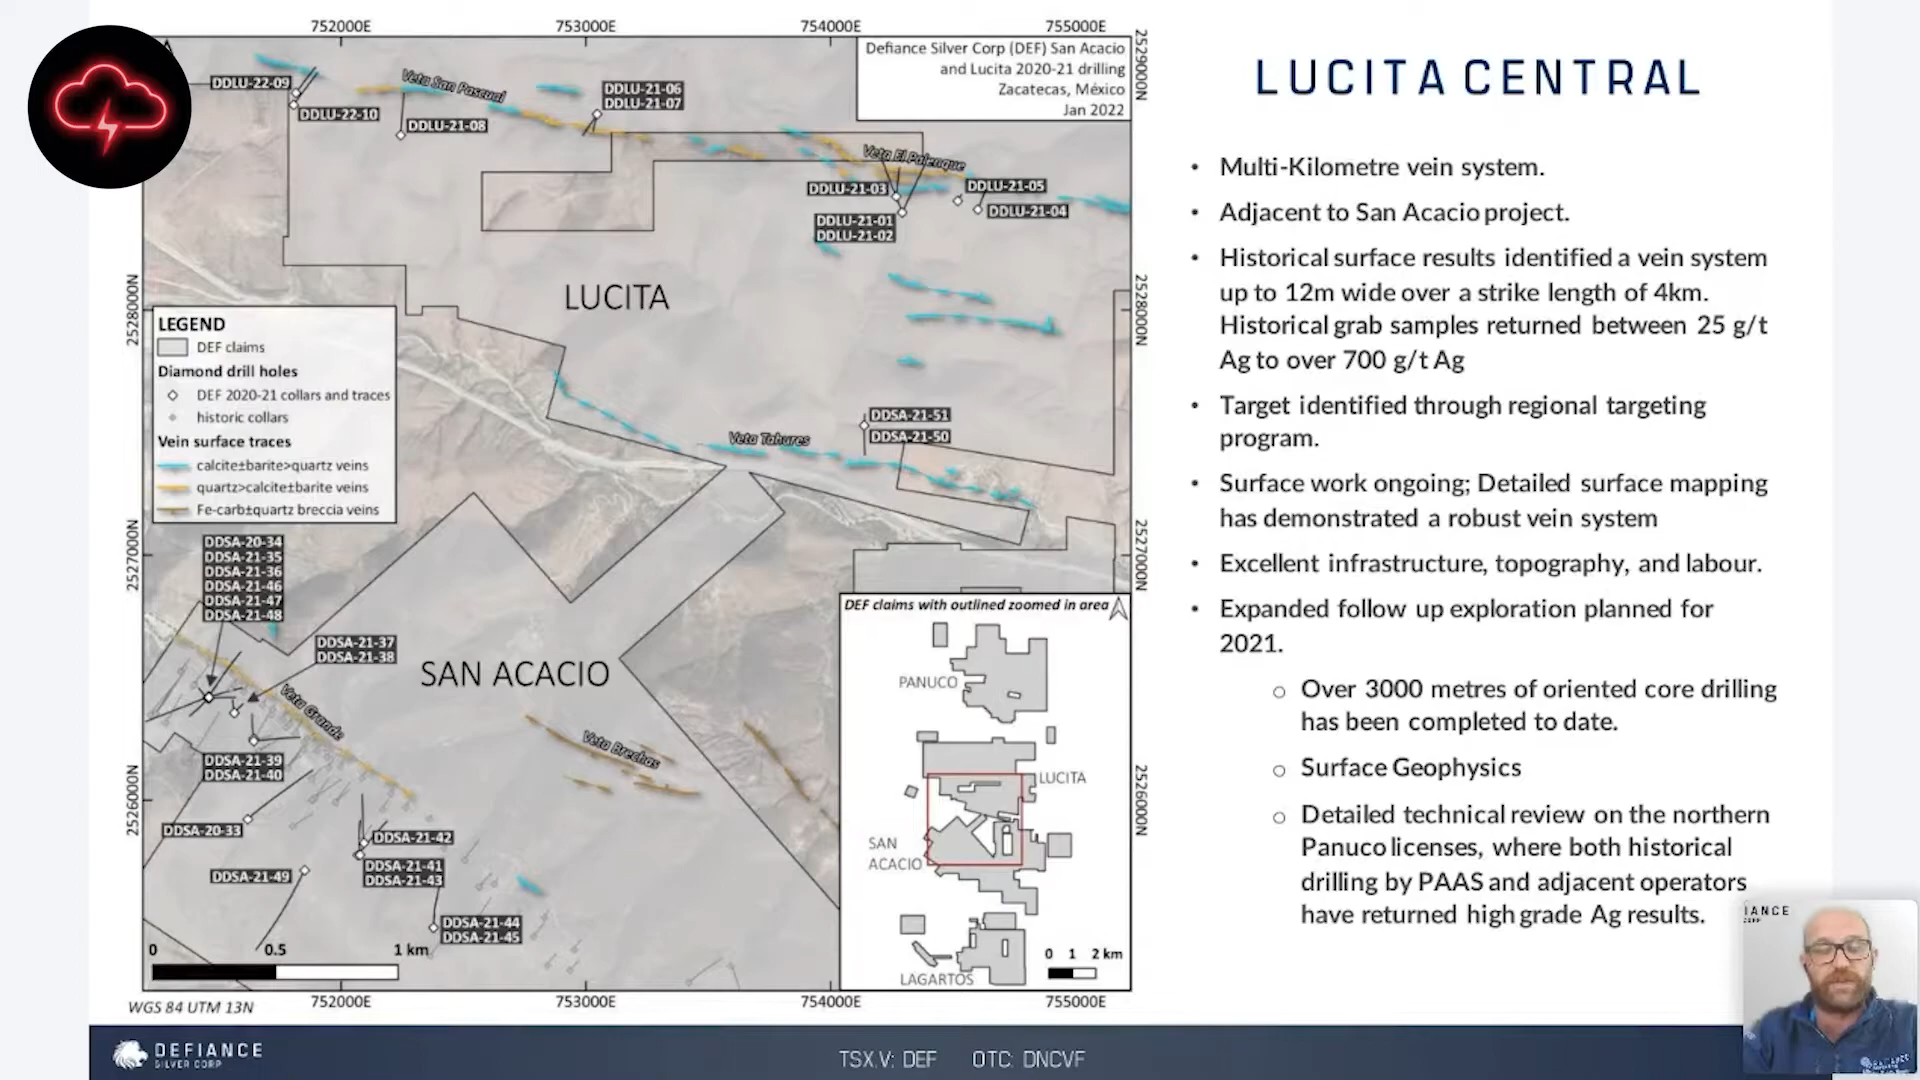 752000E
753000E
754000E
755000E
Defiance Silver Corp (DEF) San Acacio
and Lucita 2020-21 drilling
Zacatecas, México
Jan 2022
2529000N
DDLU-22-09
DDLU-22-10
Veta San Pascual
DDLU-21-08
DDLU-21-06
DDLU-21-07
Veta El Palenque
DDLU-21-03
DDLU-21-05
DDLU-21-04
DDLU-21-01
DDLU-21-02
LUCITA
2528000N
2528000N
LEGEND
DEF claims
Diamond drill holes
DEF 2020-21 collars and traces
historic collars
Vein surface traces
calcite±barite>quartz veins
quartz>calcite±barite veins
Fe-carb±quartz breccia veins
DDSA-21-51
DDSA-21-50
Veta Tahures
2527000N
2527000N
DDSA-20-34
DDSA-21-35
DDSA-21-36
DDSA-21-46
DDSA-21-47
DDSA-21-48
DDSA-21-37
DDSA-21-38
SAN ACACIO
Veta Grande
Veta Brechas
DDSA-21-39
DDSA-21-40
DDSA-20-33
DDSA-21-42
DDSA-21-41
DDSA-21-43
DDSA-21-49
DDSA-21-44
DDSA-21-45
2526000N
2526000N
0 0.5 1 km
DEF claims with outlined zoomed in area
PANUCO
LUCITA
SAN
ACACIO
LAGARTOS
0 1 2 km
WGS 84 UTM 13N
752000E
753000E
754000E
755000E
LUCITA CENTRAL
• Multi-Kilometre vein system.
• Adjacent to San Acacio project.
• Historical surface results identified a vein system
up to 12m wide over a strike length of 4km.
Historical grab samples returned between 25 g/t
Ag to over 700 g/t Ag
• Target identified through regional targeting
program.
• Surface work ongoing; Detailed surface mapping
has demonstrated a robust vein system
• Excellent infrastructure, topography, and labour.
• Expanded follow up exploration planned for
2021.
o Over 3000 metres of oriented core drilling
has been completed to date.
o Surface Geophysics
o Detailed technical review on the northern
Panuco licenses, where both historical
drilling by PAAS and adjacent operators
have returned high grade Ag results.
IANCE
DEFIANCE
SILVER CORP
TSX.V: DEF OTC: DNCVF